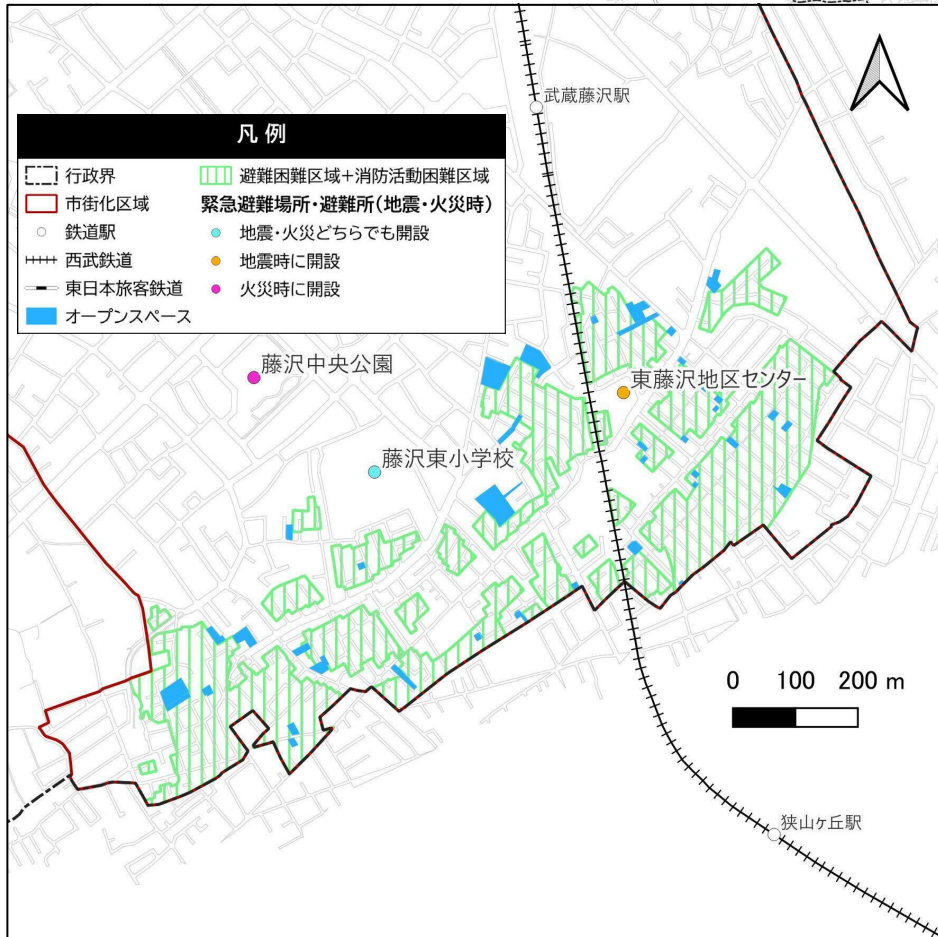 武蔵藤沢駅
凡例
行政界
避難困難区域+消防活動困難区域
市街化区域
緊急避難場所・避難所(地震・火災時)
鉄道駅
地震・火災どちらでも開設
西武鉄道
地震時に開設
東日本旅客鉄道
火災時に開設
オープンスペース
藤沢中央公園
東藤沢地区センター
藤沢東小学校
0 100 200 m
狭山ヶ丘駅